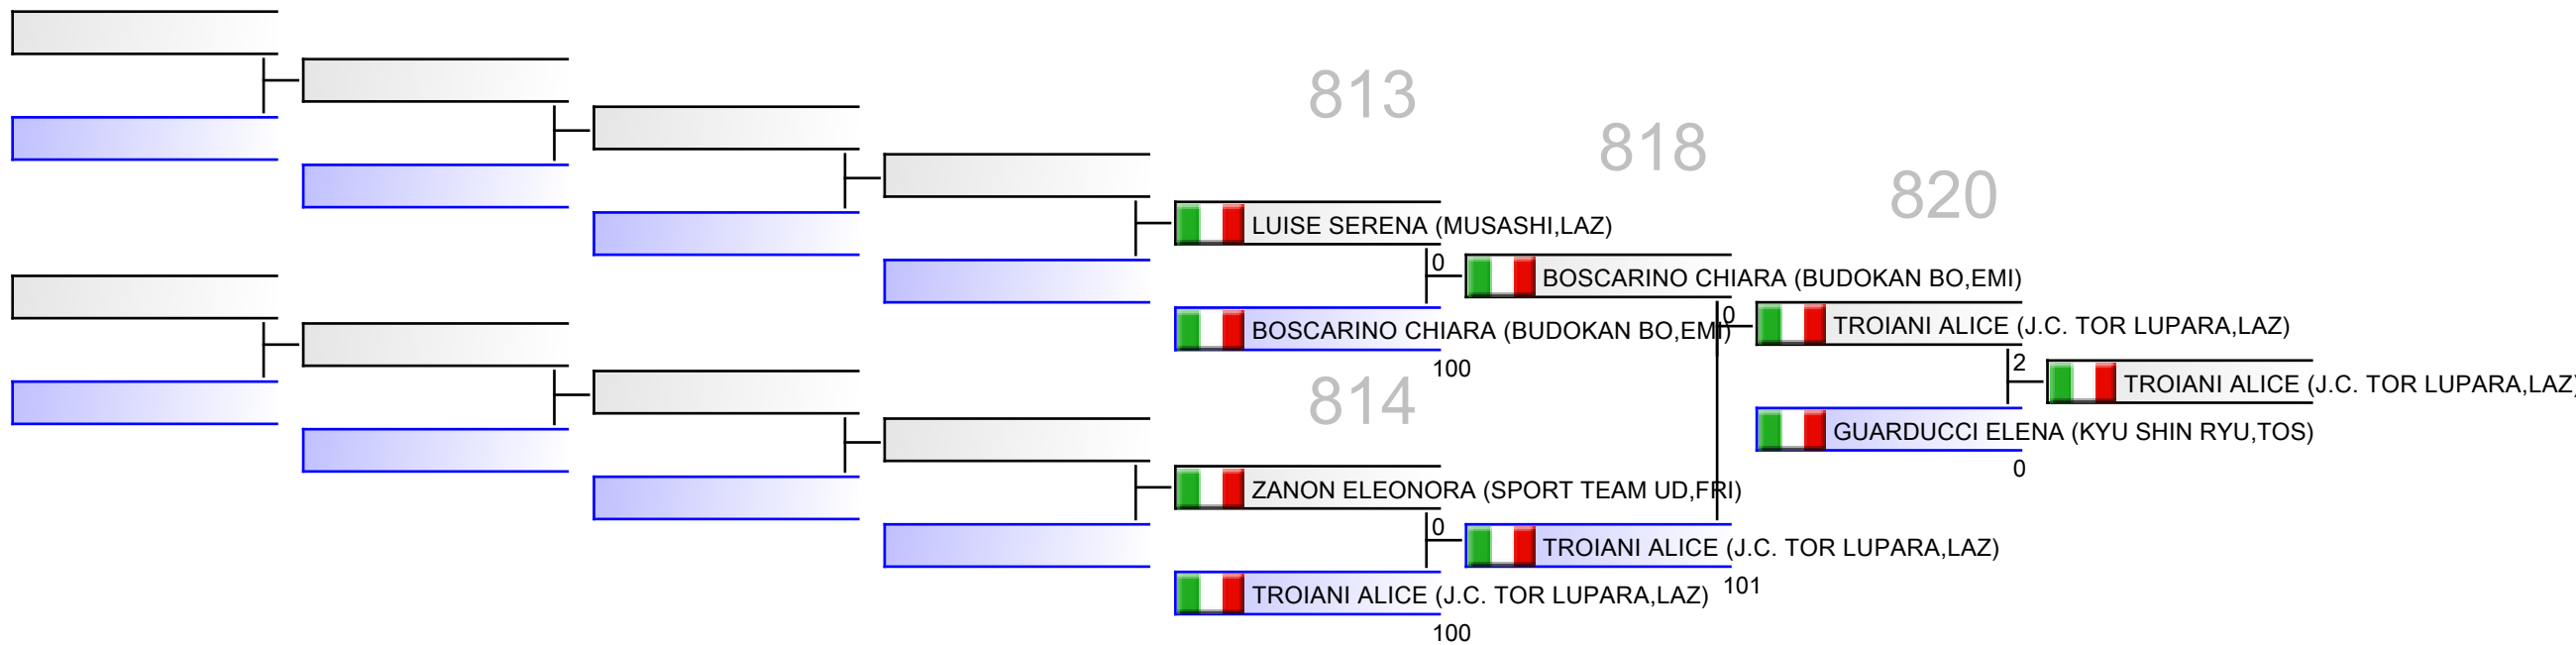 813
818
820
LUISE SERENA (MUSASHI,LAZ)
0
BOSCARINO CHIARA (BUDOKAN BO,EMI)
0
TROIANI ALICE (J.C. TOR LUPARA,LAZ)
BOSCARINO CHIARA (BUDOKAN BO,EMI)
100
2
TROIANI ALICE (J.C. TOR LUPARA,LAZ)
814
GUARDUCCI ELENA (KYU SHIN RYU,TOS)
0
ZANON ELEONORA (SPORT TEAM UD,FRI)
0
TROIANI ALICE (J.C. TOR LUPARA,LAZ)
101
TROIANI ALICE (J.C. TOR LUPARA,LAZ)
100